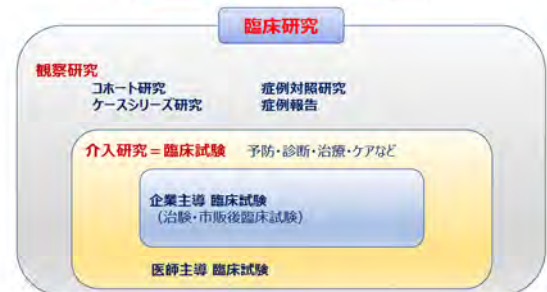 臨床研究
観察研究
コホート研究 症例対照研究
ケースシリーズ研究 症例報告
介入研究=臨床試験 予防・診断・治療・ケアなど
企業主導 臨床試験
(治験・市販後臨床試験)
医師主導 臨床試験